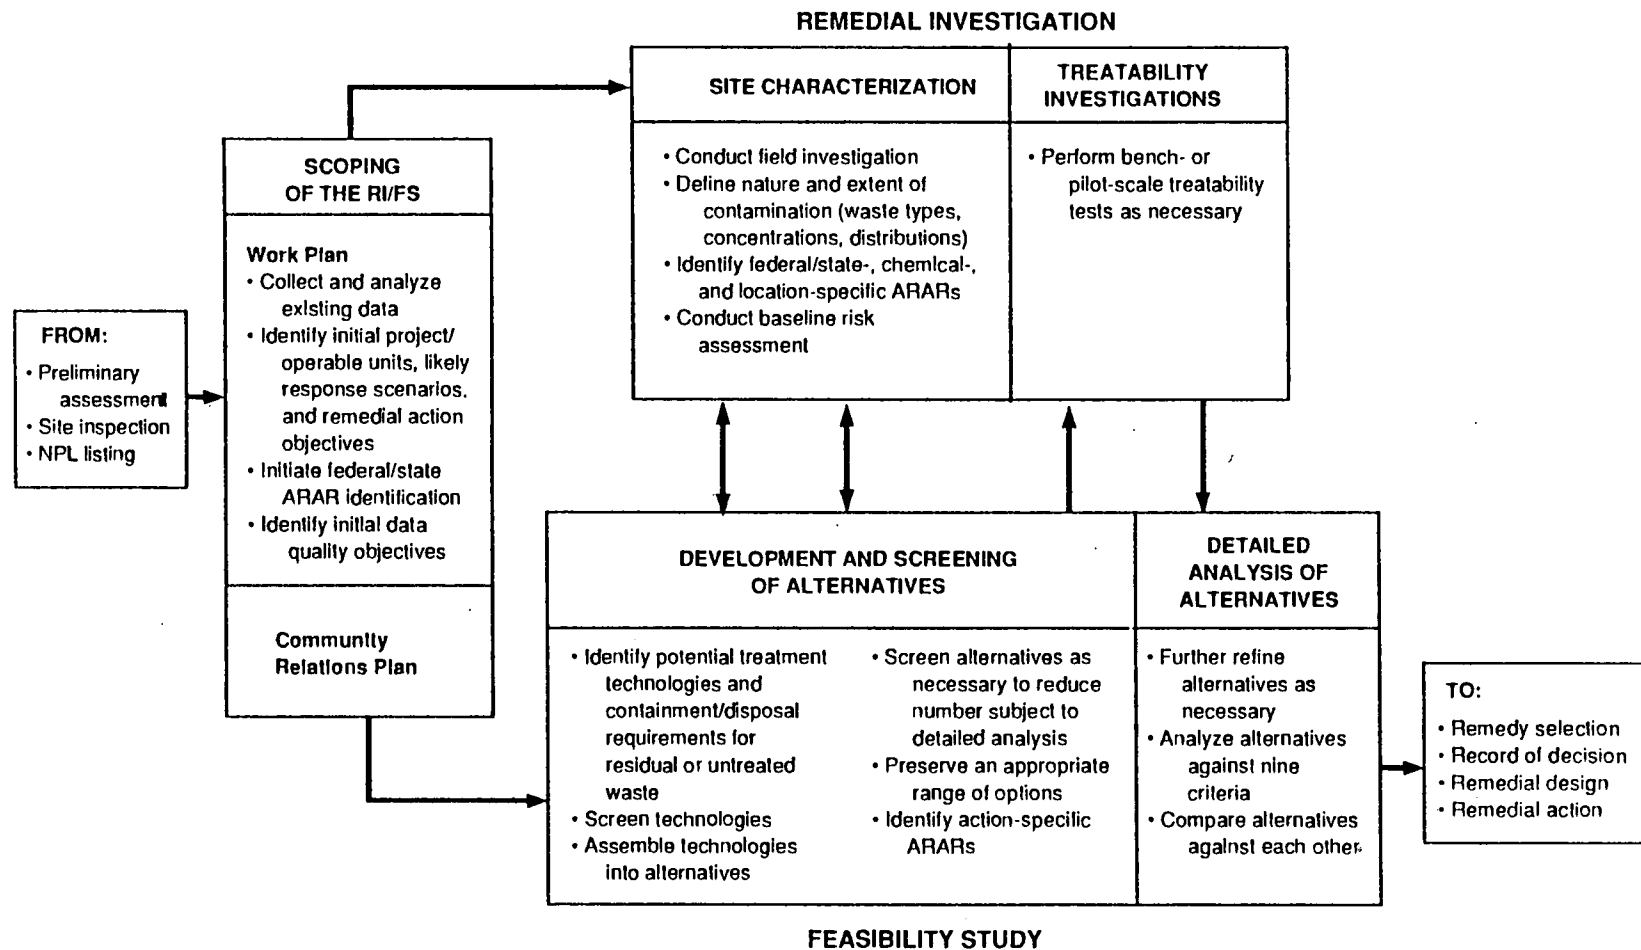 REMEDIAL INVESTIGATION
SITE CHARACTERIZATION
• Conduct field investigation
• Define nature and extent of
contamination (waste types,
concentrations, distributions)
• Identify federal/state-, chemical-,
and location-specific ARARs
• Conduct baseline risk
assessment
TREATABILITY
INVESTIGATIONS
• Perform bench- or
pilot-scale treatability
tests as necessary
SCOPING
OF THE RI/FS
Work Plan
• Collect and analyze
existing data
• Identify initial project/
operable units, likely
response scenarios,
and remedial action
objectives
• Initiate federal/state
ARAR identification
• Identify initial data
quality objectives
Community
Relations Plan
FROM:
• Preliminary
assessment
• Site inspection
• NPL listing
DEVELOPMENT AND SCREENING
OF ALTERNATIVES
• Identify potential treatment
technologies and
containment/disposal
requirements for
residual or untreated
waste
• Screen technologies
• Assemble technologies
into alternatives
• Screen alternatives as
necessary to reduce
number subject to
detailed analysis
• Preserve an appropriate
range of options
• Identify action-specific
ARARs
DETAILED
ANALYSIS OF
ALTERNATIVES
• Further refine
alternatives as
necessary
• Analyze alternatives
against nine
criteria
• Compare alternatives
against each other
TO:
• Remedy selection
• Record of decision
• Remedial design
• Remedial action
FEASIBILITY STUDY